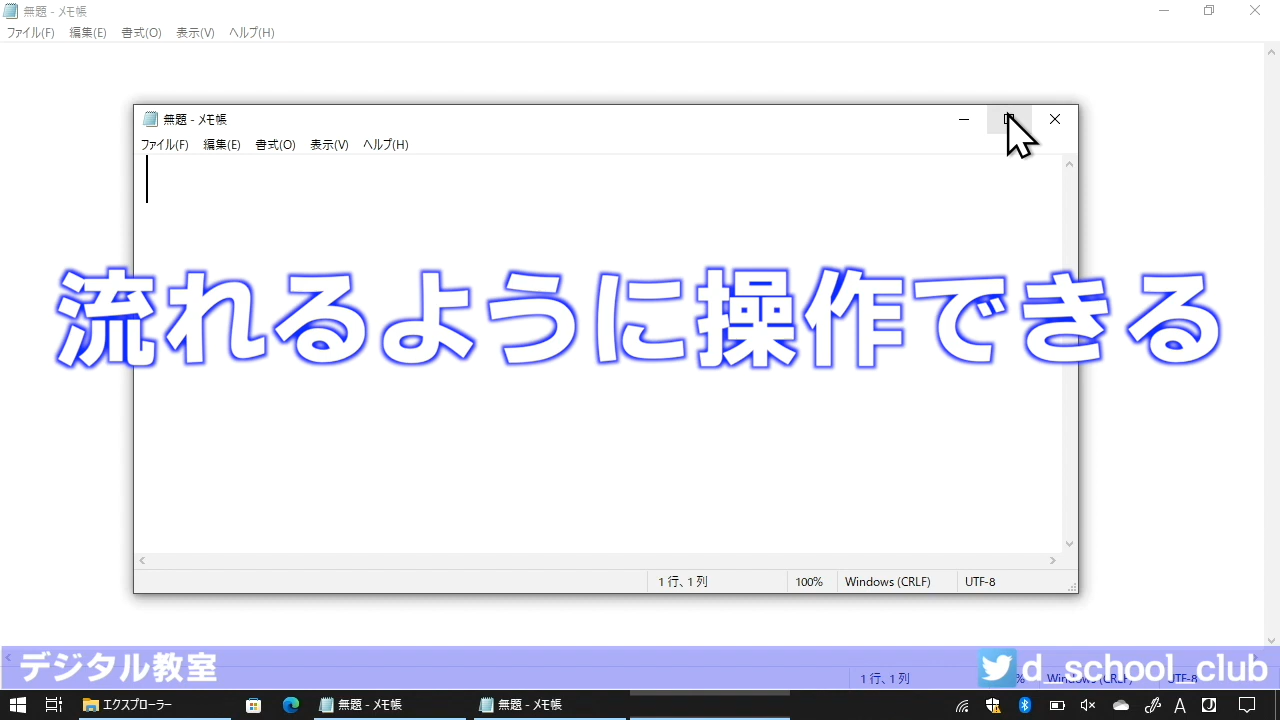 無題 - メモ帳
ファイル(F) 編集(E) 書式(O) 表示(V) ヘルプ(H)
無題 - メモ帳
ファイル(F) 編集(E) 書式(O) 表示(V) ヘルプ(H)
流れるように操作できる
1 行、1 列 100% Windows (CRLF) UTF-8
デジタル教室
d_school_club
1 行、1 列 % Windows (CRLF) UTF-8
エクスプローラー 無題 - メモ帳 無題 - メモ帳 A J